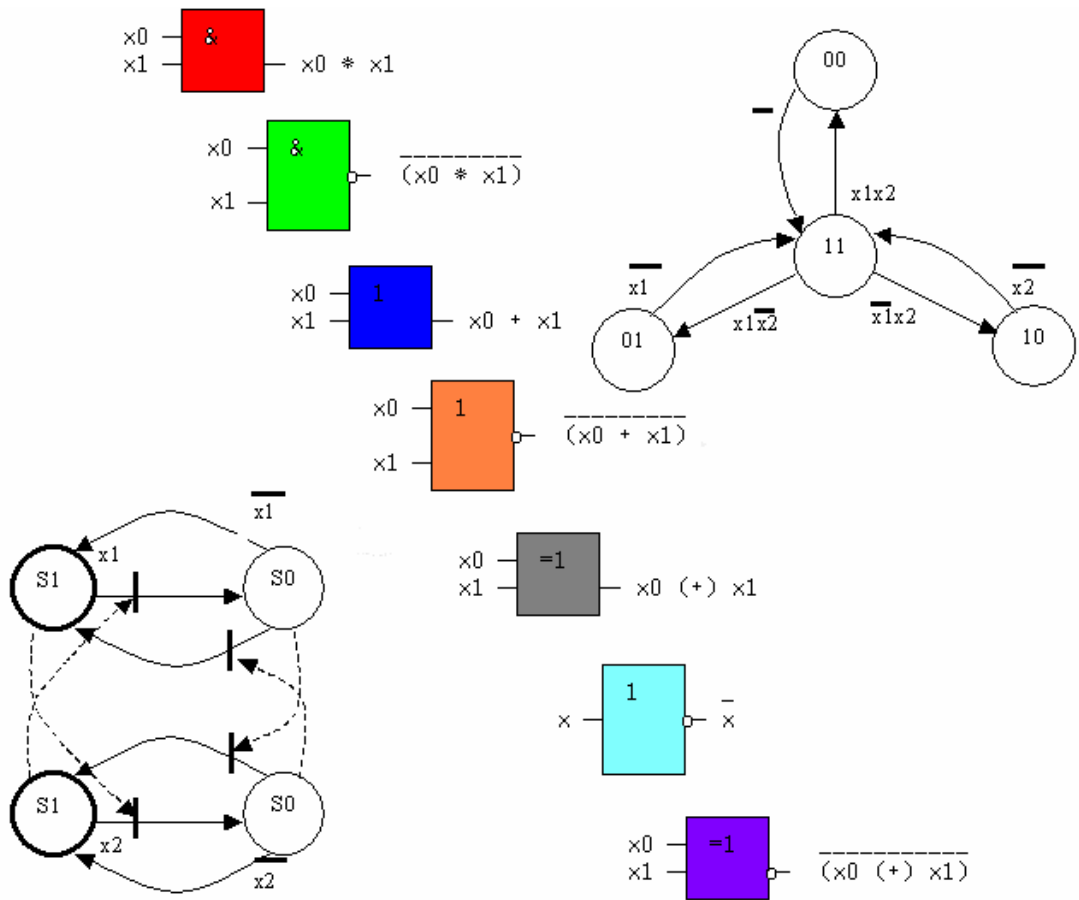 x0
&
x1
x0 * x1
x0
&
x1
(x0 * x1)
x0
1
x1
x0 + x1
x0
1
x1
(x0 + x1)
x0
=1
x1
x0 (+) x1
x
1
x
x0
=1
x1
(x0 (+) x1)
00
x1x2
11
x1
x2
x1x2
x1x2
01
10
x1
x1
S1
S0
S1
S0
x2
x2